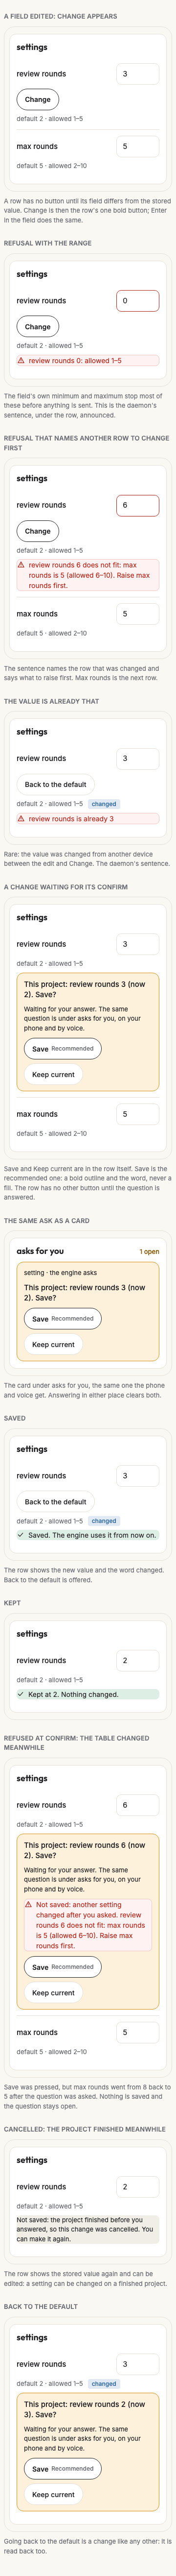 A FIELD EDITED: CHANGE APPEARS
settings
review rounds
3
Change
default 2 · allowed 1–5
max rounds
5
default 5 · allowed 2–10
A row has no button until its field differs from the stored
value. Change is then the row's one bold button; Enter
in the field does the same.
REFUSAL WITH THE RANGE
settings
review rounds
0
Change
default 2 · allowed 1–5
review rounds 0: allowed 1–5
The field's own minimum and maximum stop most of
these before anything is sent. This is the daemon's
sentence, under the row, announced.
REFUSAL THAT NAMES ANOTHER ROW TO CHANGE
FIRST
settings
review rounds
6
Change
default 2 · allowed 1–5
review rounds 6 does not fit: max
rounds is 5 (allowed 6–10). Raise max
rounds first.
max rounds
5
default 5 · allowed 2–10
The sentence names the row that was changed and
says what to raise first. Max rounds is the next row.
THE VALUE IS ALREADY THAT
settings
review rounds
3
Back to the default
default 2 · allowed 1–5 changed
review rounds is already 3
Rare: the value was changed from another device
between the edit and Change. The daemon's sentence.
A CHANGE WAITING FOR ITS CONFIRM
settings
review rounds
3
default 2 · allowed 1–5
This project: review rounds 3 (now
2). Save?
Waiting for your answer. The same
question is under asks for you, on your
phone and by voice.
Save Recommended
Keep current
max rounds
5
default 5 · allowed 2–10
Save and Keep current are in the row itself. Save is the
recommended one: a bold outline and the word, never a
fill. The row has no other button until the question is
answered.
THE SAME ASK AS A CARD
asks for you
1 open
setting · the engine asks
This project: review rounds 3 (now
2). Save?
Save Recommended
Keep current
The card under asks for you, the same one the phone
and voice get. Answering in either place clears both.
SAVED
settings
review rounds
3
Back to the default
default 2 · allowed 1–5 changed
Saved. The engine uses it from now on.
The row shows the new value and the word changed.
Back to the default is offered.
KEPT
settings
review rounds
2
default 2 · allowed 1–5
Kept at 2. Nothing changed.
REFUSED AT CONFIRM: THE TABLE CHANGED
MEANWHILE
settings
review rounds
6
default 2 · allowed 1–5
This project: review rounds 6 (now
2). Save?
Waiting for your answer. The same
question is under asks for you, on your
phone and by voice.
Not saved: another setting
changed after you asked. review
rounds 6 does not fit: max rounds
is 5 (allowed 6–10). Raise max
rounds first.
Save Recommended
Keep current
max rounds
5
default 5 · allowed 2–10
Save was pressed, but max rounds went from 8 back to
5 after the question was asked. Nothing is saved and
the question stays open.
CANCELLED: THE PROJECT FINISHED MEANWHILE
settings
review rounds
2
default 2 · allowed 1–5
Not saved: the project finished before you
answered, so this change was cancelled. You
can make it again.
The row shows the stored value again and can be
edited: a setting can be changed on a finished project.
BACK TO THE DEFAULT
settings
review rounds
3
default 2 · allowed 1–5 changed
This project: review rounds 2 (now
3). Save?
Waiting for your answer. The same
question is under asks for you, on your
phone and by voice.
Save Recommended
Keep current
Going back to the default is a change like any other: it is
read back too.